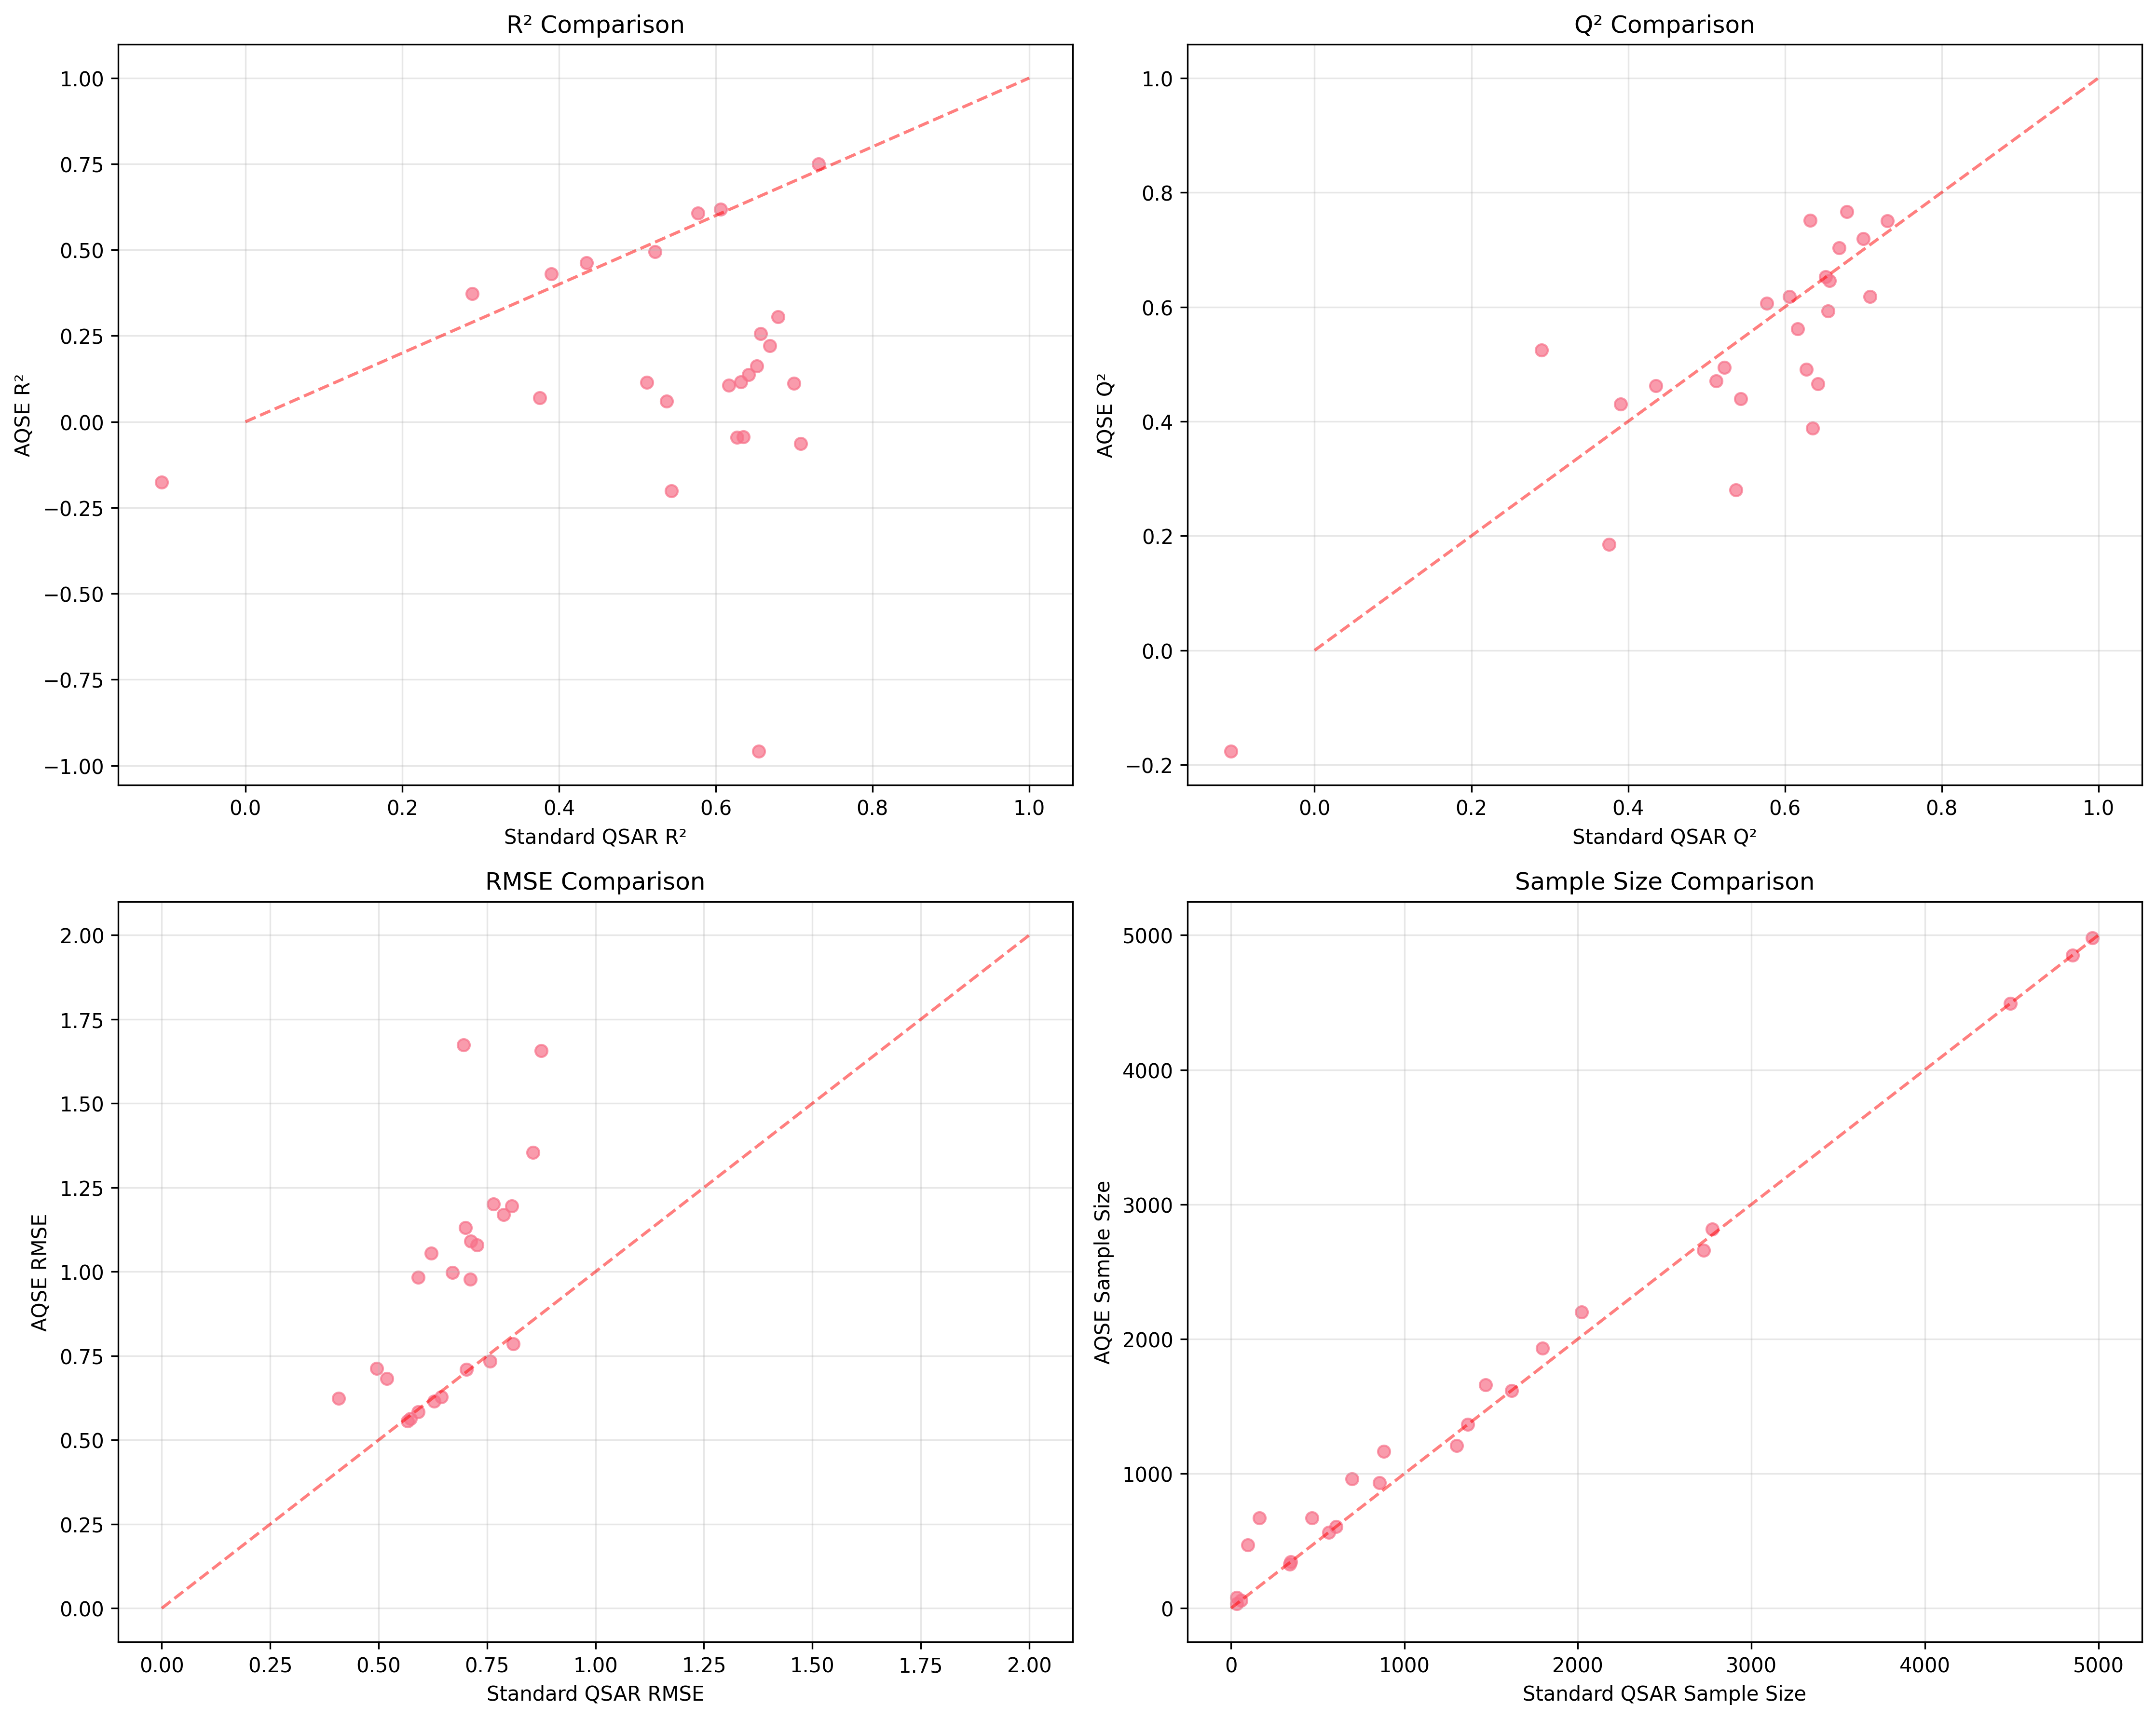 R² Comparison
1.00
0.75
0.50
0.25
0.00
−0.25
−0.50
−0.75
−1.00
AQSE R²
0.0 0.2 0.4 0.6 0.8 1.0
Standard QSAR R²
Q² Comparison
1.0
0.8
0.6
0.4
0.2
0.0
−0.2
AQSE Q²
0.0 0.2 0.4 0.6 0.8 1.0
Standard QSAR Q²
RMSE Comparison
2.00
1.75
1.50
1.25
1.00
0.75
0.50
0.25
0.00
AQSE RMSE
0.00 0.25 0.50 0.75 1.00 1.25 1.50 1.75 2.00
Standard QSAR RMSE
Sample Size Comparison
5000
4000
3000
2000
1000
0
AQSE Sample Size
0 1000 2000 3000 4000 5000
Standard QSAR Sample Size